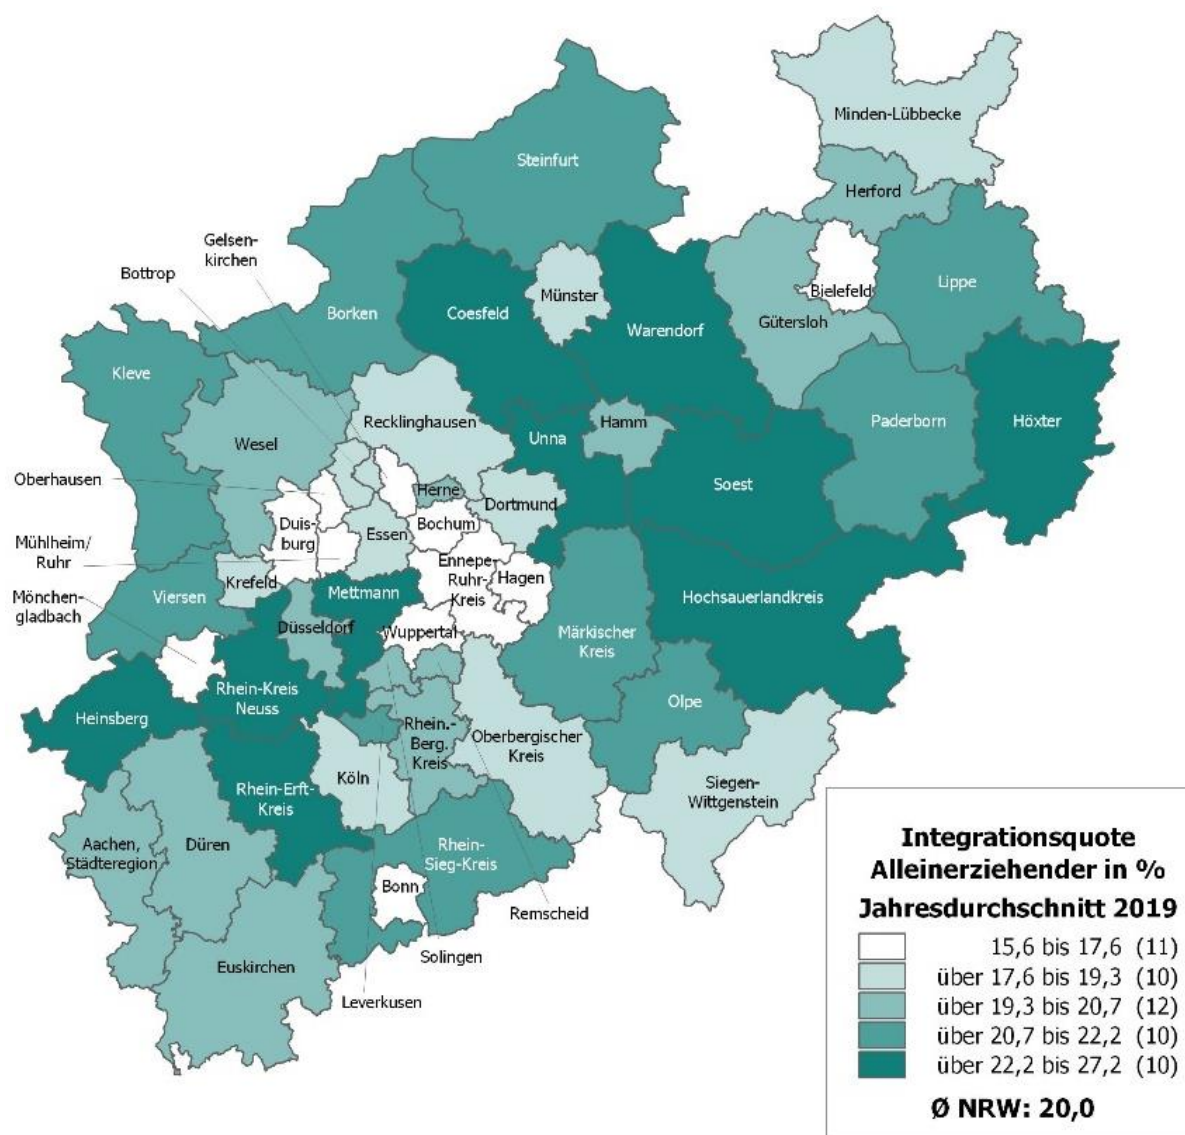 Minden-Lübbecke
Steinfurt
Herford
Gelsen-
kirchen
Bottrop
Lippe
Bielefeld
Münster
Borken
Coesfeld
Warendorf
Gütersloh
Kleve
Recklinghausen
Hamm
Paderborn
Höxter
Wesel
Unna
Oberhausen
Soest
Herne
Dortmund
Duis-
burg
Bochum
Essen
Mühlheim/
Ruhr
Ennepe-
Ruhr-
Kreis
Hagen
Krefeld
Viersen
Mettmann
Hochsauerlandkreis
Mönchen-
gladbach
Düsseldorf
Wuppertal
Märkischer
Kreis
Rhein-Kreis
Neuss
Heinsberg
Olpe
Rhein.-
Berg.
Kreis
Oberbergischer
Kreis
Köln
Rhein-Erft-
Kreis
Siegen-
Wittgenstein
Aachen,
Städteregion
Düren
Rhein-
Sieg-Kreis
Bonn
Remscheid
Solingen
Euskirchen
Leverkusen
Integrationsquote
Alleinerziehender in %
Jahresdurchschnitt 2019
15,6 bis 17,6 (11)
über 17,6 bis 19,3 (10)
über 19,3 bis 20,7 (12)
über 20,7 bis 22,2 (10)
über 22,2 bis 27,2 (10)
Ø NRW: 20,0